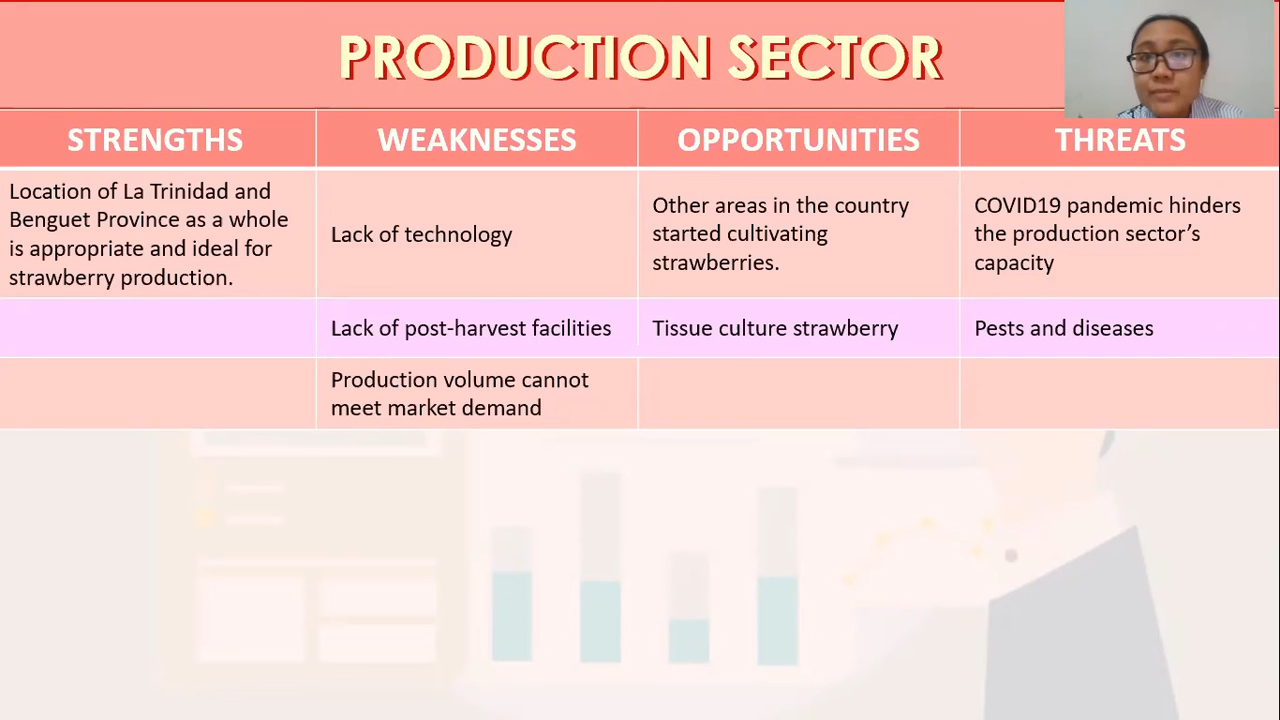 PRODUCTION SECTOR
STRENGTHS
WEAKNESSES
OPPORTUNITIES
THREATS
Location of La Trinidad and
Benguet Province as a whole
is appropriate and ideal for
strawberry production.
Lack of technology
Other areas in the country
started cultivating
strawberries.
COVID19 pandemic hinders
the production sector’s
capacity
Lack of post-harvest facilities
Tissue culture strawberry
Pests and diseases
Production volume cannot
meet market demand